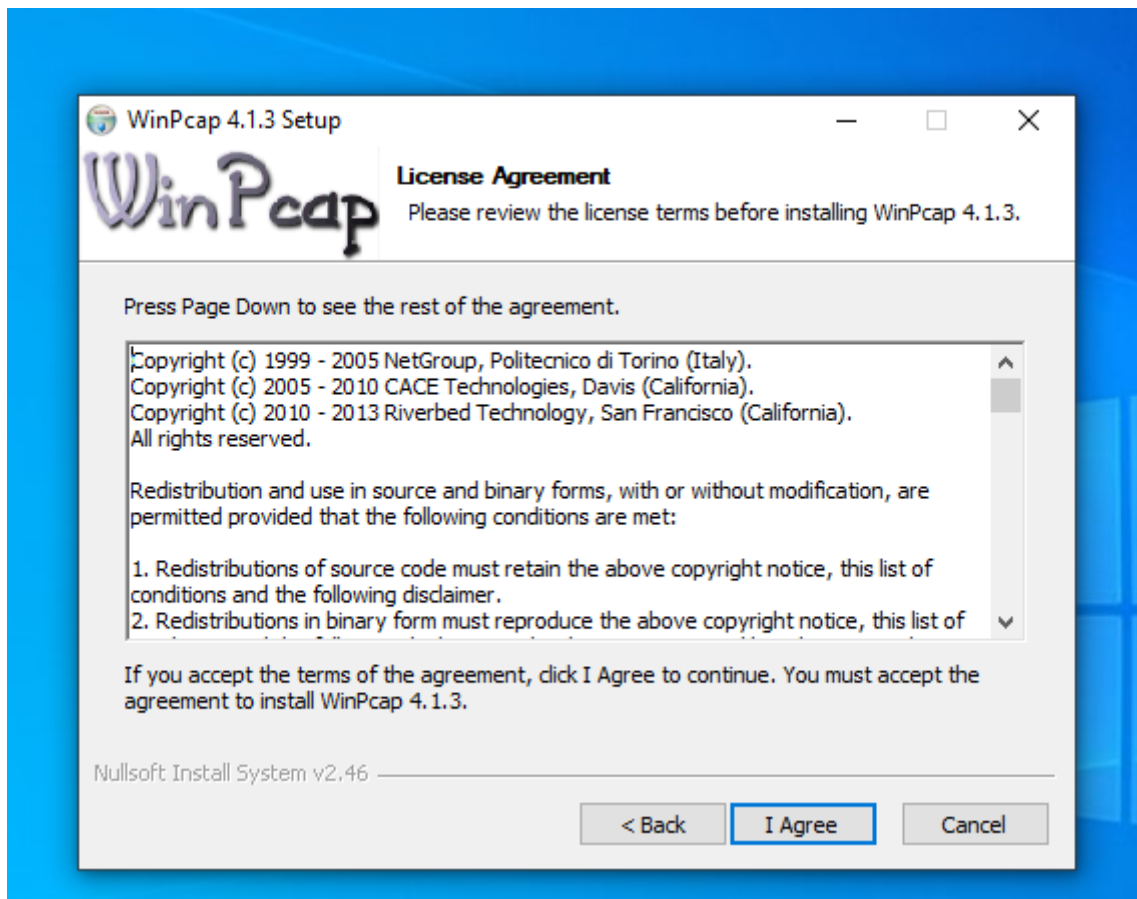 WinPcap 4.1.3 Setup
WinPcap
License Agreement
Please review the license terms before installing WinPcap 4.1.3.
Press Page Down to see the rest of the agreement.
Copyright (c) 1999 - 2005 NetGroup, Politecnico di Torino (Italy).
Copyright (c) 2005 - 2010 CACE Technologies, Davis (California).
Copyright (c) 2010 - 2013 Riverbed Technology, San Francisco (California).
All rights reserved.
Redistribution and use in source and binary forms, with or without modification, are
permitted provided that the following conditions are met:
1. Redistributions of source code must retain the above copyright notice, this list of
conditions and the following disclaimer.
2. Redistributions in binary form must reproduce the above copyright notice, this list of
If you accept the terms of the agreement, click I Agree to continue. You must accept the
agreement to install WinPcap 4.1.3.
Nullsoft Install System v2.46
< Back
I Agree
Cancel